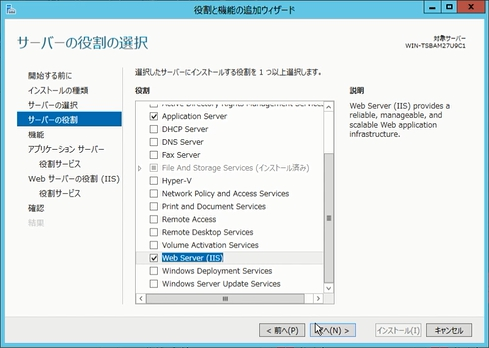 役割と機能の追加ウィザード
サーバーの役割の選択
対象サーバー
WIN-TSBAM27U9C1
開始する前に
インストールの種類
サーバーの選択
サーバーの役割
機能
アプリケーション サーバー
役割サービス
Web サーバーの役割 (IIS)
役割サービス
確認
結果
選択したサーバーにインストールする役割を 1 つ以上選択します。
役割
Active Directory Rights Management Services
Application Server
DHCP Server
DNS Server
Fax Server
File And Storage Services (インストール済み)
Hyper-V
Network Policy and Access Services
Print and Document Services
Remote Access
Remote Desktop Services
Volume Activation Services
Web Server (IIS)
Windows Deployment Services
Windows Server Update Services
説明
Web Server (IIS) provides a
reliable, manageable, and
scalable Web application
infrastructure.
< 前へ(P)
次へ(N) >
インストール(I)
キャンセル